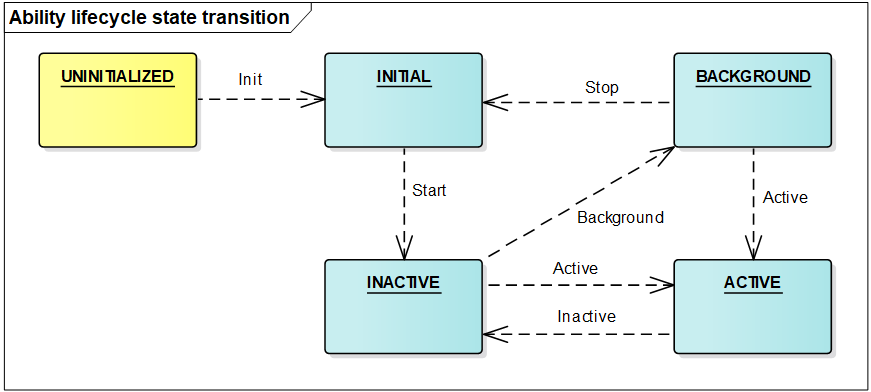 Ability lifecycle state transition
UNINITIALIZED
Init
INITIAL
Stop
BACKGROUND
Start
Background
Active
INACTIVE
Active
Inactive
ACTIVE